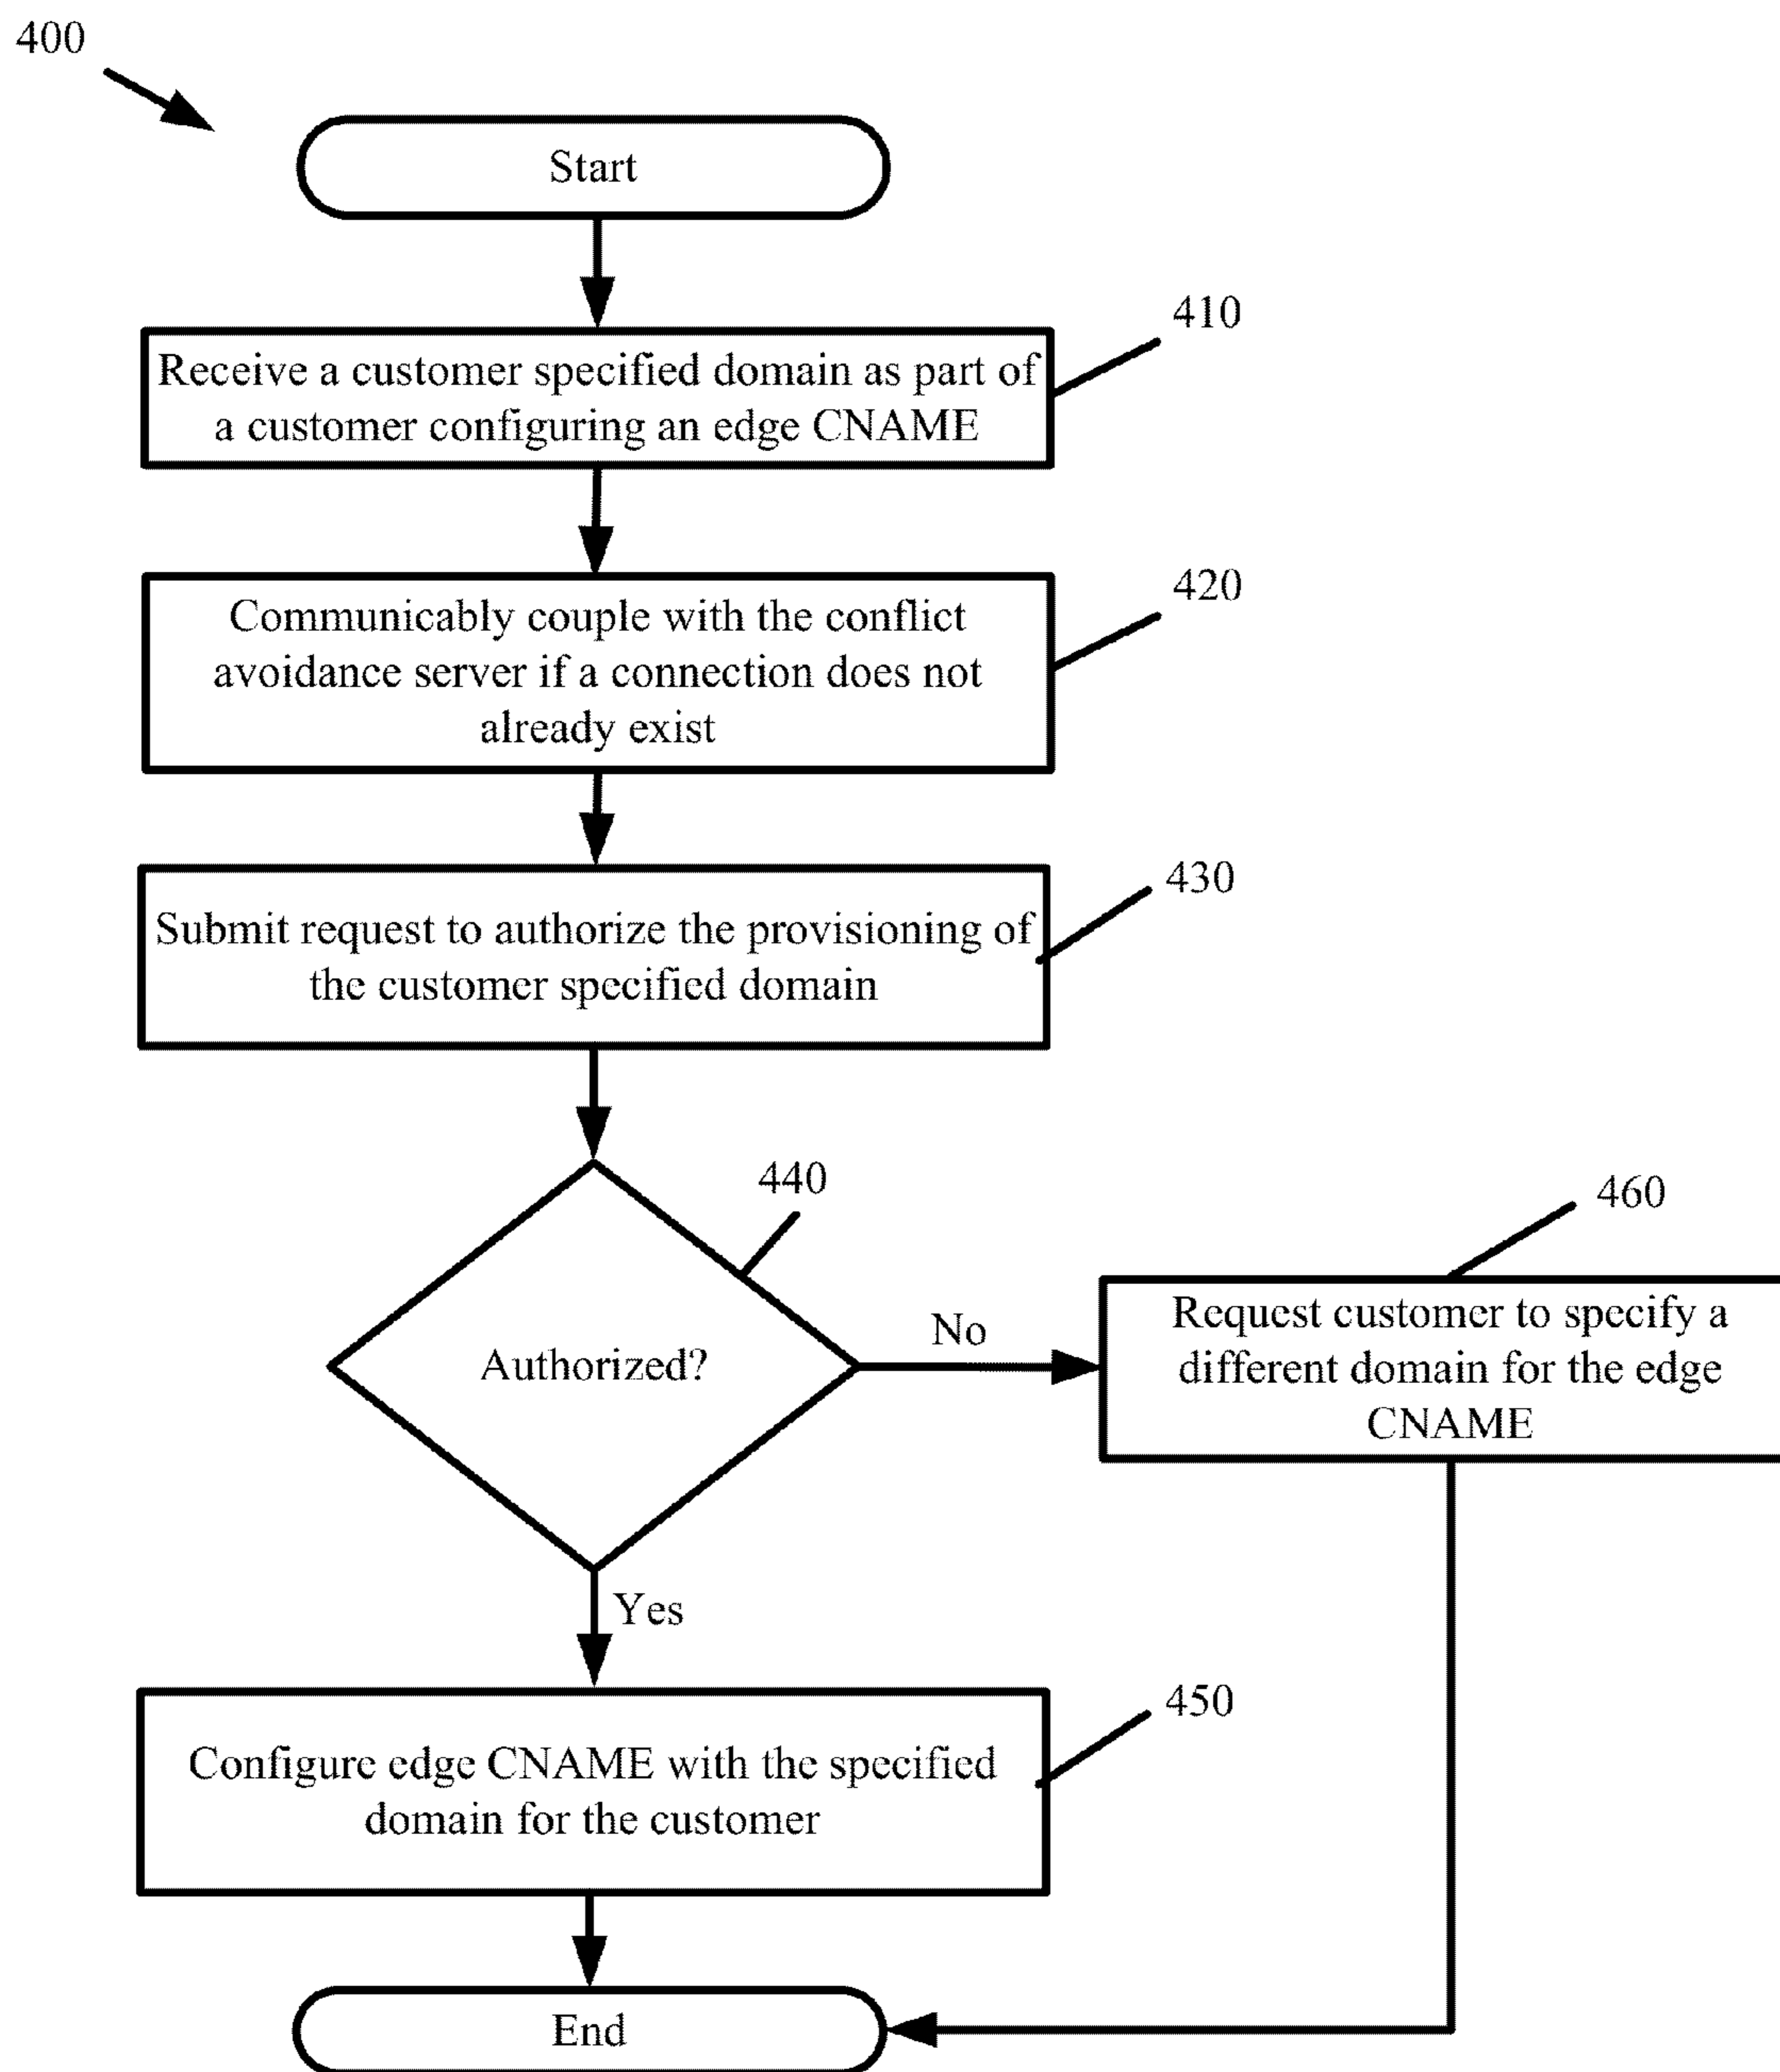 400
Start
410
Receive a customer specified domain as part of
a customer configuring an edge CNAME
420
Communicably couple with the conflict
avoidance server if a connection does not
already exist
430
Submit request to authorize the provisioning of
the customer specified domain
440
Authorized?
No
460
Request customer to specify a
different domain for the edge
CNAME
Yes
450
Configure edge CNAME with the specified
domain for the customer
End